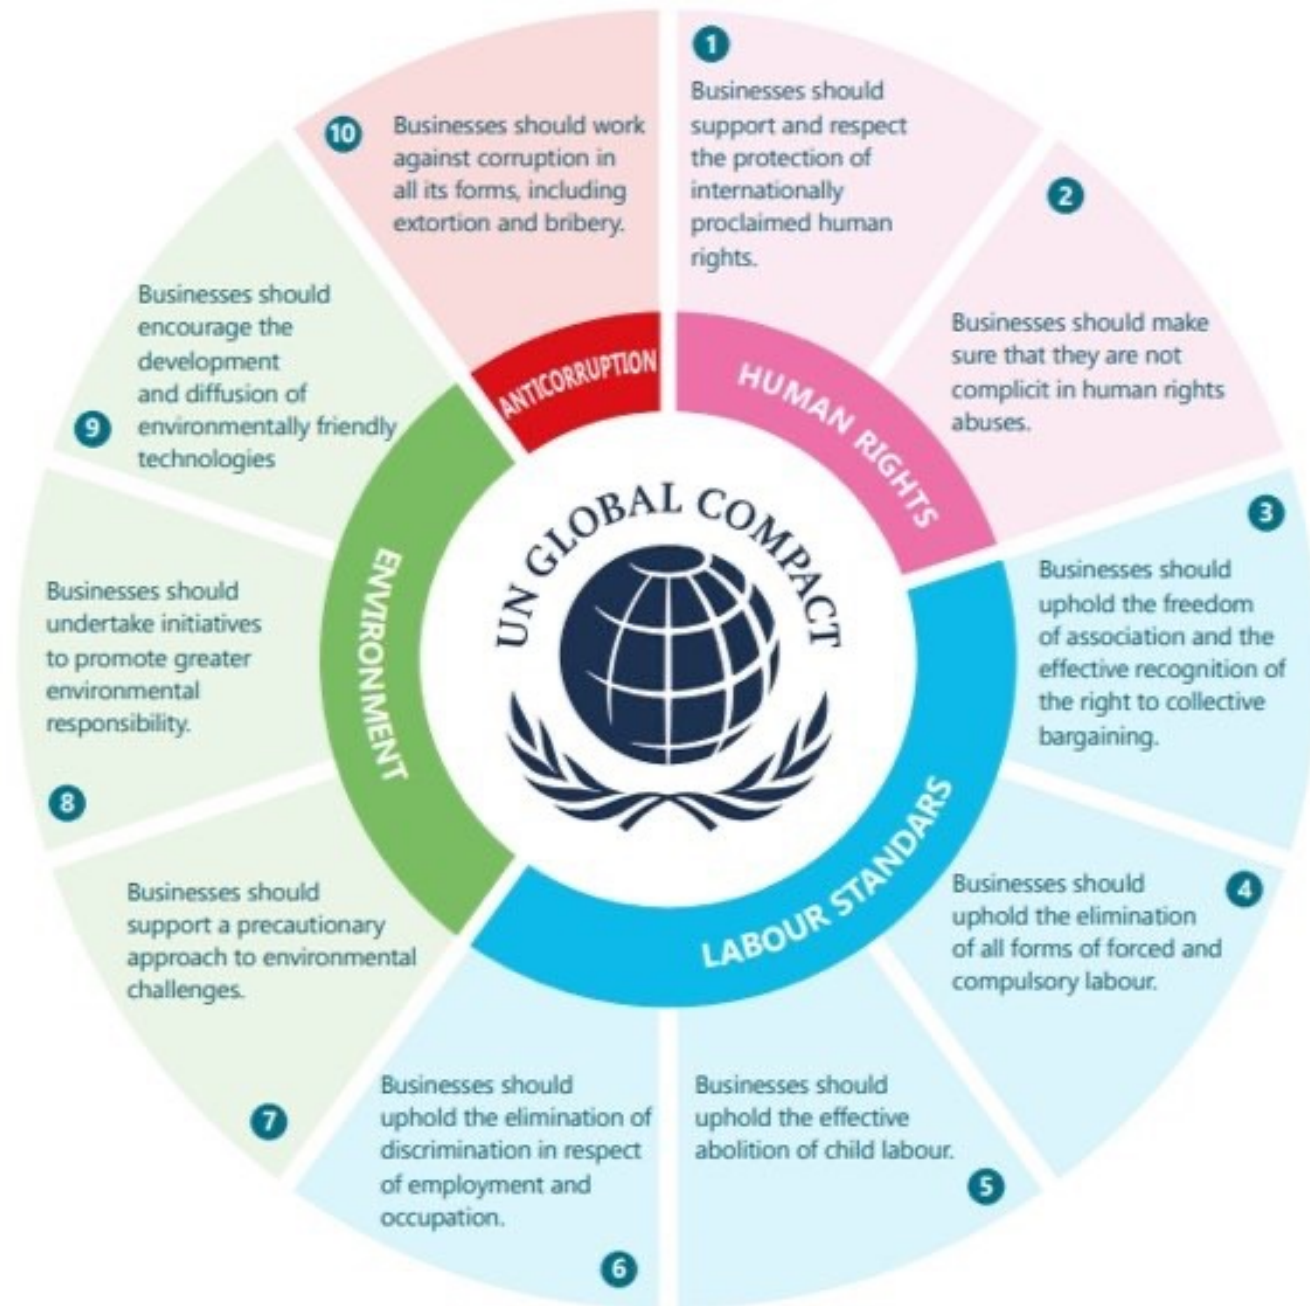 UN GLOBAL COMPACT
HUMAN RIGHTS
1
Businesses should
support and respect
the protection of
internationally
proclaimed human
rights.
2
Businesses should make
sure that they are not
complicit in human rights
abuses.
LABOUR STANDARS
3
Businesses should
uphold the freedom
of association and the
effective recognition of
the right to collective
bargaining.
4
Businesses should
uphold the elimination
of all forms of forced and
compulsory labour.
5
Businesses should
uphold the effective
abolition of child labour.
6
Businesses should
uphold the elimination of
discrimination in respect
of employment and
occupation.
ENVIRONMENT
7
Businesses should
support a precautionary
approach to environmental
challenges.
8
Businesses should
undertake initiatives
to promote greater
environmental
responsibility.
9
Businesses should
encourage the
development
and diffusion of
environmentally friendly
technologies
ANTICORRUPTION
10
Businesses should work
against corruption in
all its forms, including
extortion and bribery.